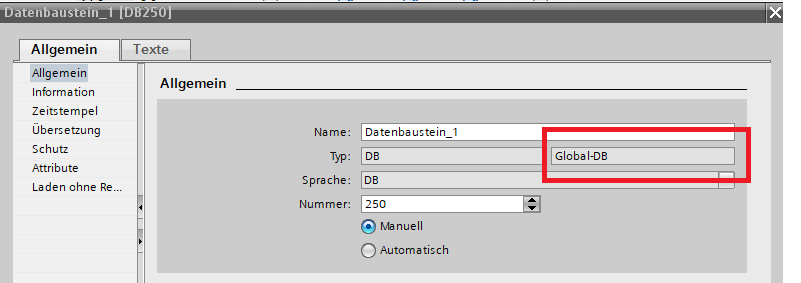 Datenbaustein_1 [DB250]
Allgemein Texte
Allgemein
Information
Zeitstempel
Übersetzung
Schutz
Attribute
Laden ohne Re...
Allgemein
Name: Datenbaustein_1
Typ: DB Global-DB
Sprache: DB
Nummer: 250
Manuell
Automatisch